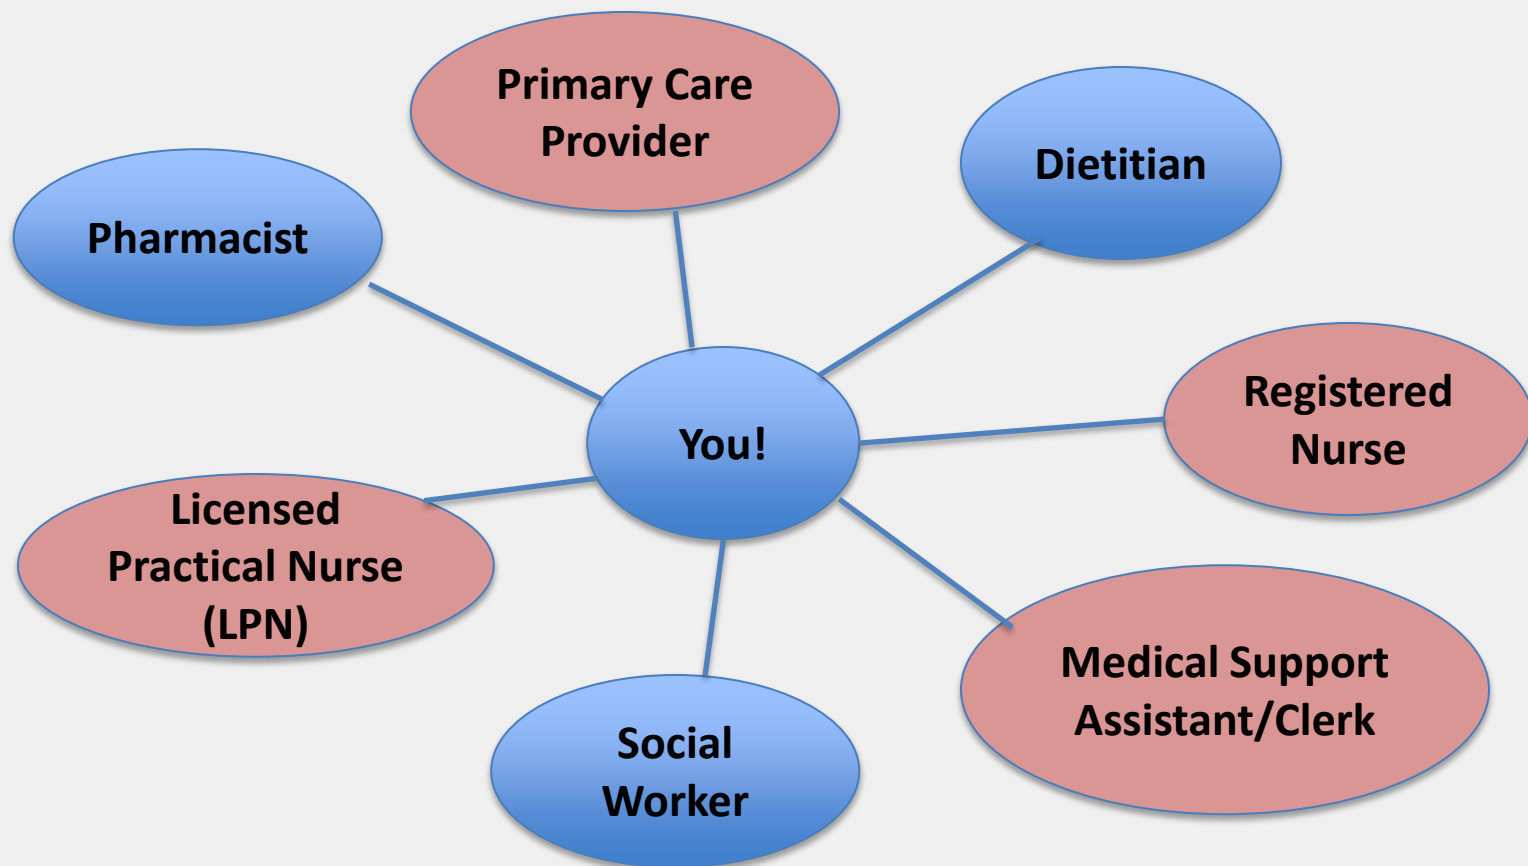 Primary Care
Provider
Dietitian
Pharmacist
Registered
Nurse
You!
Licensed
Practical Nurse
(LPN)
Medical Support
Assistant/Clerk
Social
Worker